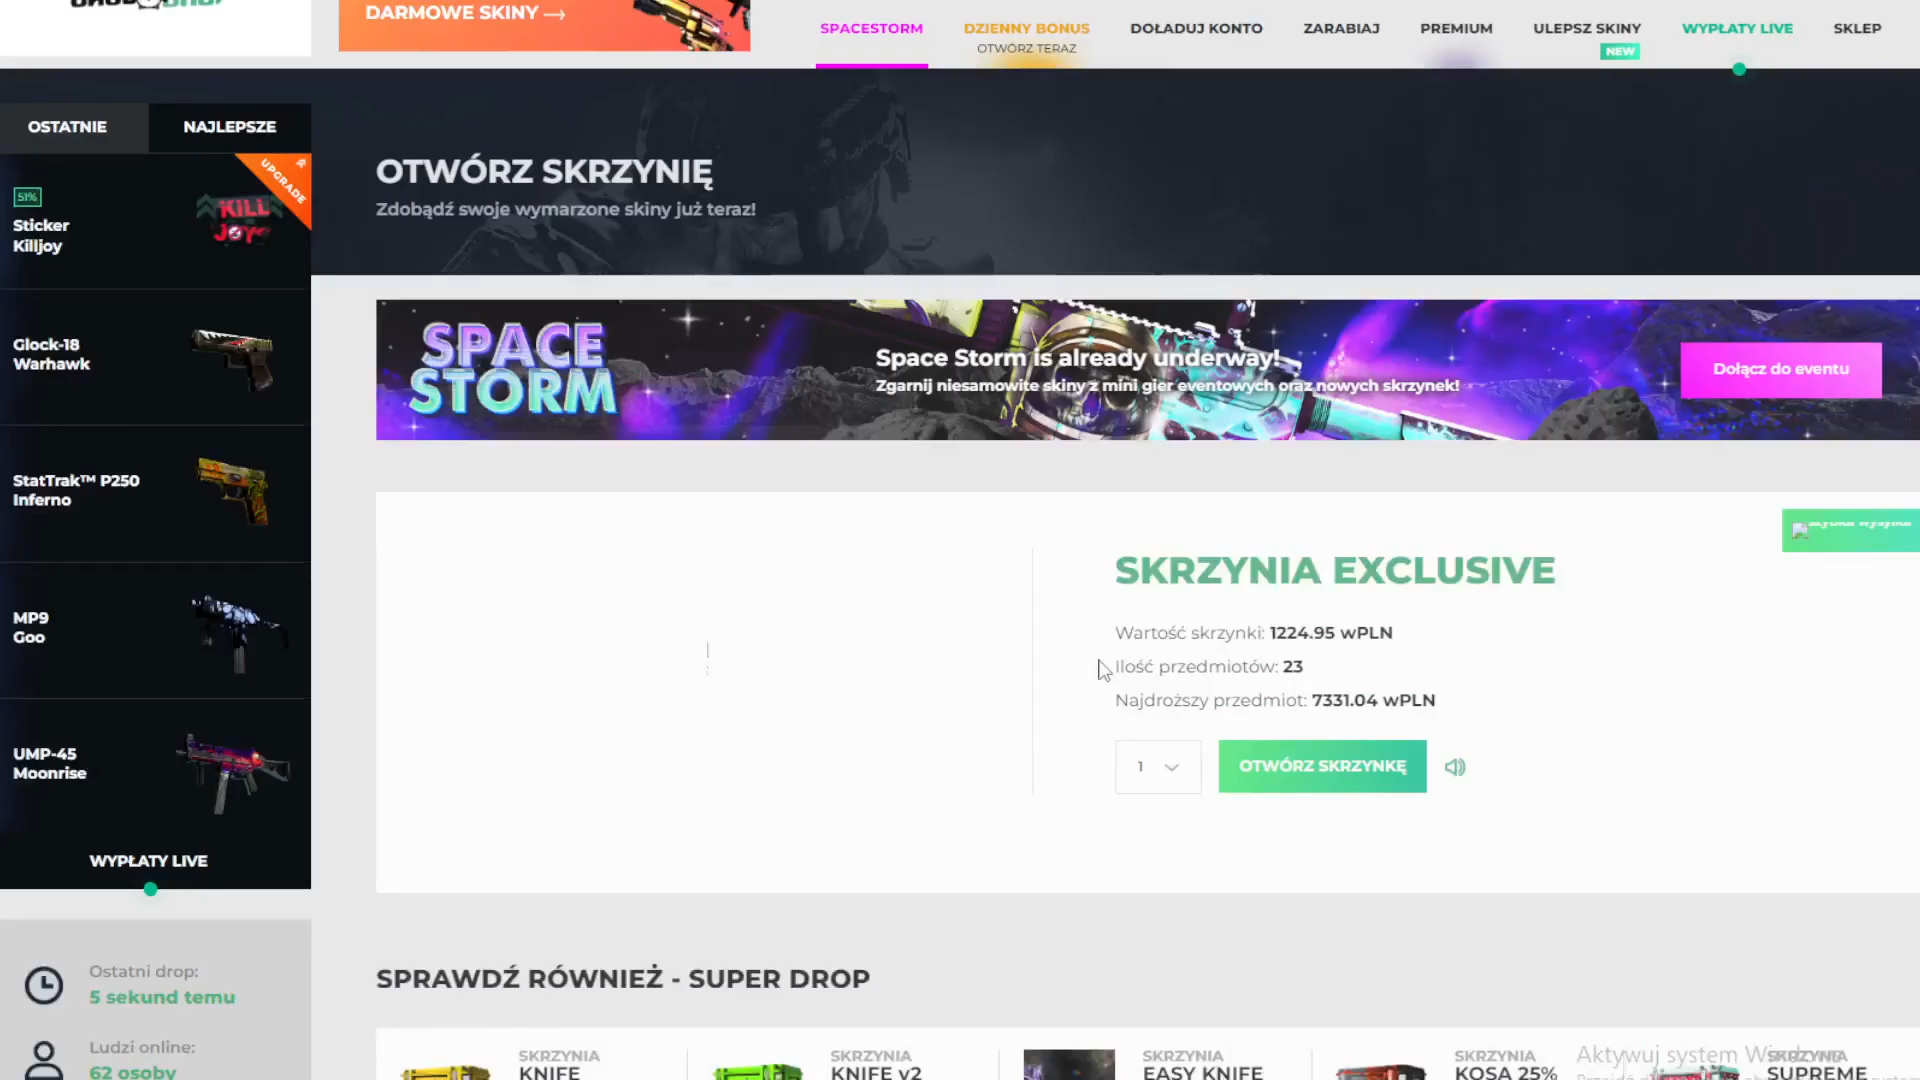 DARMOWE SKINY →
SPACESTORM
DZIENNY BONUS
OTWÓRZ TERAZ
DOŁADUJ KONTO
ZARABIAJ
PREMIUM
ULEPSZ SKINY
NEW
WYPŁATY LIVE
SKLEP
OSTATNIE
NAJLEPSZE
UPGRADE
51%
Sticker
Killjoy
KILL
JOY
Glock-18
Warhawk
StatTrak™ P250
Inferno
MP9
Goo
UMP-45
Moonrise
WYPŁATY LIVE
Ostatni drop:
5 sekund temu
Ludzi online:
62 osoby
OTWÓRZ SKRZYNIĘ
Zdobądź swoje wymarzone skiny już teraz!
SPACE
STORM
Space Storm is already underway!
Zgarnij niesamowite skiny z mini gier eventowych oraz nowych skrzynek!
Dołącz do eventu
SKRZYNIA EXCLUSIVE
Wartość skrzynki: 1224.95 wPLN
Ilość przedmiotów: 23
Najdroższy przedmiot: 7331.04 wPLN
1
OTWÓRZ SKRZYNKĘ
SPRAWDŹ RÓWNIEŻ - SUPER DROP
SKRZYNIA
KNIFE
SKRZYNIA
KNIFE v2
SKRZYNIA
EASY KNIFE
SKRZYNIA
KOSA 25%
SKRZYNIA
SUPREME
Aktywuj system